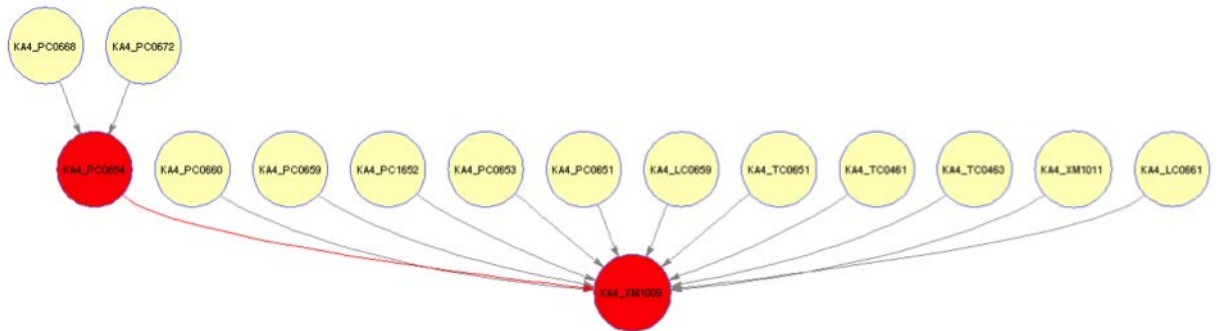 KA4_PC0668
KA4_PC0672
KA4_PC0654
KA4_PC0660
KA4_PC0659
KA4_PC1652
KA4_PC0653
KA4_PC0651
KA4_LC0659
KA4_TC0651
KA4_TC0461
KA4_TC0463
KA4_XM1011
KA4_LC0661
KA4_XM1009